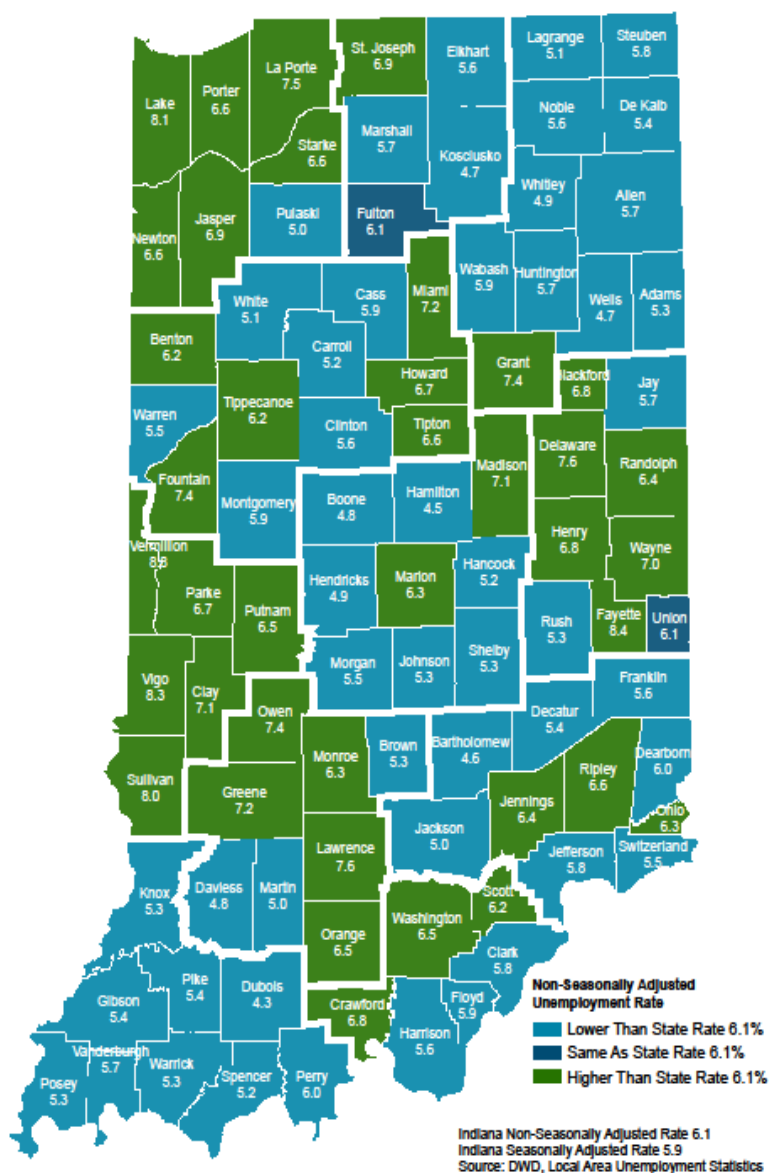 St. Joseph
6.9
Elkhart
5.6
Lagrange
5.1
Steuben
5.8
La Porte
7.5
Porter
6.6
Lake
8.1
Noble
5.6
De Kalb
5.4
Marshall
5.7
Starke
6.6
Kosciusko
4.7
Whitley
4.9
Allen
5.7
Pulaski
5.0
Fulton
6.1
Jasper
6.9
Newton
6.6
Wabash
5.9
Huntington
5.7
Miami
7.2
Wells
4.7
Adams
5.3
White
5.1
Cass
5.9
Carroll
5.2
Benton
6.2
Grant
7.4
Blackford
6.8
Jay
5.7
Howard
6.7
Tippecanoe
6.2
Warren
5.5
Clinton
5.6
Tipton
6.6
Delaware
7.6
Madison
7.1
Randolph
6.4
Fountain
7.4
Montgomery
5.9
Boone
4.8
Hamilton
4.5
Henry
6.8
Wayne
7.0
Vermillion
8.8
Parke
6.7
Putnam
6.5
Hendricks
4.9
Marion
6.3
Hancock
5.2
Rush
5.3
Fayette
8.4
Union
6.1
Vigo
8.3
Clay
7.1
Morgan
5.5
Johnson
5.3
Shelby
5.3
Franklin
5.6
Owen
7.4
Decatur
5.4
Monroe
6.3
Brown
5.3
Bartholomew
4.6
Dearborn
6.0
Sullivan
8.0
Greene
7.2
Jennings
6.4
Ripley
6.6
Ohio
6.3
Jackson
5.0
Lawrence
7.6
Jefferson
5.8
Switzerland
5.5
Knox
5.3
Daviess
4.8
Martin
5.0
Scott
6.2
Washington
6.5
Orange
6.5
Clark
5.8
Pike
5.4
Dubois
4.3
Gibson
5.4
Crawford
6.8
Floyd
5.9
Harrison
5.6
Vanderburgh
5.7
Warrick
5.3
Posey
5.3
Spencer
5.2
Perry
6.0
Non-Seasonally Adjusted
Unemployment Rate
Lower Than State Rate 6.1%
Same As State Rate 6.1%
Higher Than State Rate 6.1%
Indiana Non-Seasonally Adjusted Rate 6.1
Indiana Seasonally Adjusted Rate 5.9
Source: DWD, Local Area Unemployment Statistics